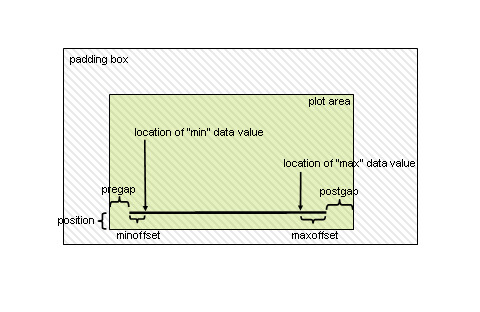 padding box
plot area
location of "min" data value
location of "max" data value
pregap
postgap
position
minoffset
maxoffset